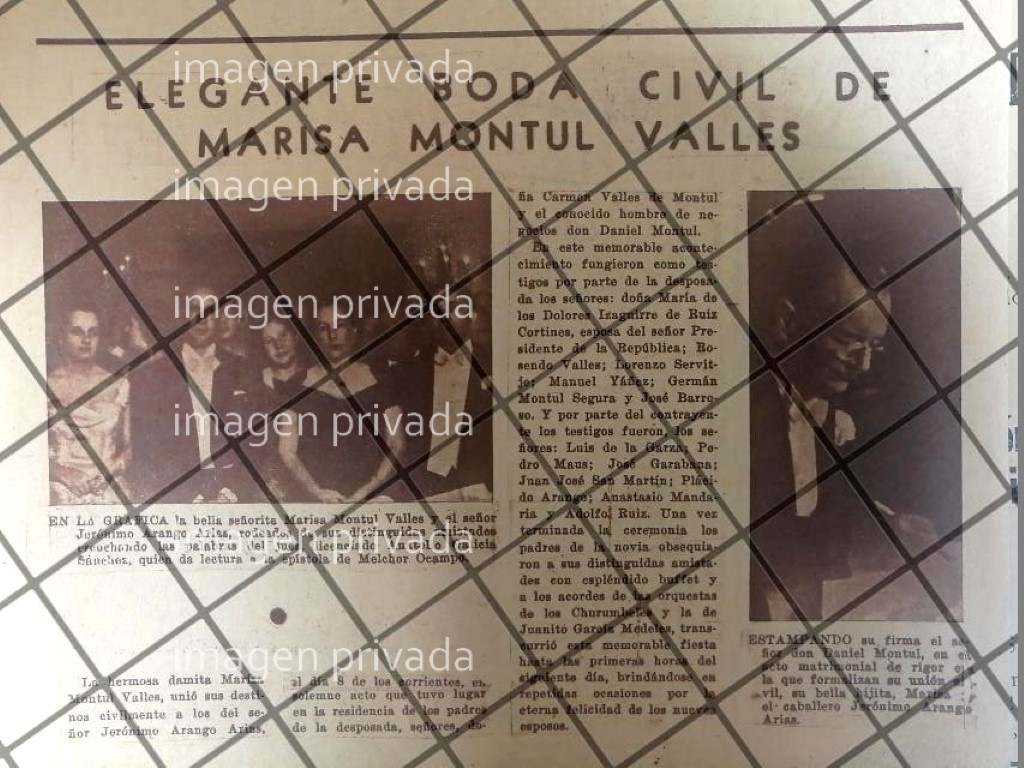 ELEGANTE BODA CIVIL DE
MARISA MONTUL VALLES
imagen privada
imagen privada
imagen privada
imagen privada
imagen privada
imagen privada
EN LA GRAFICA la bella señorita Marisa Montul Valles y el señor
Jerónimo Arango Arias, rodeados de sus distinguidas amistades
escuchando las palabras del juez licenciado
Sánchez, quien da lectura a la epístola de Melchor Ocampo.
La hermosa damita Marisa
Montul Valles, unió sus desti-
nos civilmente a los del se-
ñor Jerónimo Arango Arias,
el día 8 de los corrientes, en
solemne acto que tuvo lugar
en la residencia de los padres
de la desposada, señores, do-
ña Carmen Valles de Montul
y el conocido hombre de ne-
gocios don Daniel Montul.
En este memorable aconte-
cimiento fungieron como tes-
tigos por parte de la desposa-
da los señores: doña María de
los Dolores Izaguirre de Ruiz
Cortines, esposa del señor Pre-
sidente de la República; Ro-
sendo Valles; Lorenzo Servit-
je; Manuel Yáñez; Germán
Montul Segura y José Barro-
so. Y por parte del contrayen-
te los testigos fueron, los se-
ñores: Luis de la Garza; Pe-
dro Maus; José Garabana;
Juan José San Martín; Pláci-
do Arango; Anastasio Manda-
ria y Adolfo Ruiz. Una vez
terminada la ceremonia los
padres de la novia obsequia-
ron a sus distinguidas amista-
des con espléndido buffet y
a los acordes de las orquestas
de los Churumbeles y la de
Juanito García Medeles, trans-
currió esta memorable fiesta
hasta las primeras horas del
siguiente día, brindándose en
repetidas ocasiones por la
eterna felicidad de los nuevos
esposos.
ESTAMPANDO su firma el se-
ñor don Daniel Montul, en el
acto matrimonial de rigor en
la que formalizan su unión ci-
vil, su bella hijita, Marisa y
el caballero Jerónimo Arango
Arias.